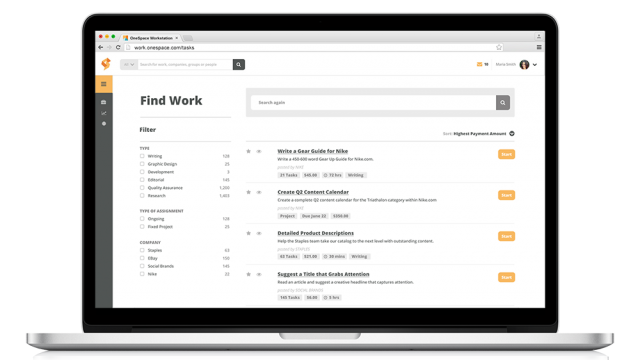 OneSpace Workstation
work.onespace.com/tasks
All
Search for work, companies, groups or people
18
Find Work
Search again
Filter
Sort: Highest Payment Amount
TYPE
Writing 128
Graphic Design 25
Development 3
Editorial 145
Quality Assurance 1,200
Research 1,403
TYPE OF ASSIGNMENT
Ongoing 128
Fixed Project 25
COMPANY
Staples 63
EBay 150
Social Brands 145
Nike 23
Write a Gear Guide for Nike
Write a 450-600 word Gear Up Guide for Nike.com.
posted by NIKE
21 Tasks $45.00 72 hrs Writing
Start
Create Q2 Content Calendar
Create a complete Q2 content calendar for the Triathalon category within Nike.com
posted by NIKE
Project Due June 22 $350.00
Start
Detailed Product Descriptions
Help the Staples team take our catalog to the next level with outstanding content.
posted by STAPLES
63 Tasks $21.00 30 mins Writing
Start
Suggest a Title that Grabs Attention
Read an article and suggest a creative headline that captures attention.
posted by SOCIAL BRANDS
145 Tasks 3 hrs
Start